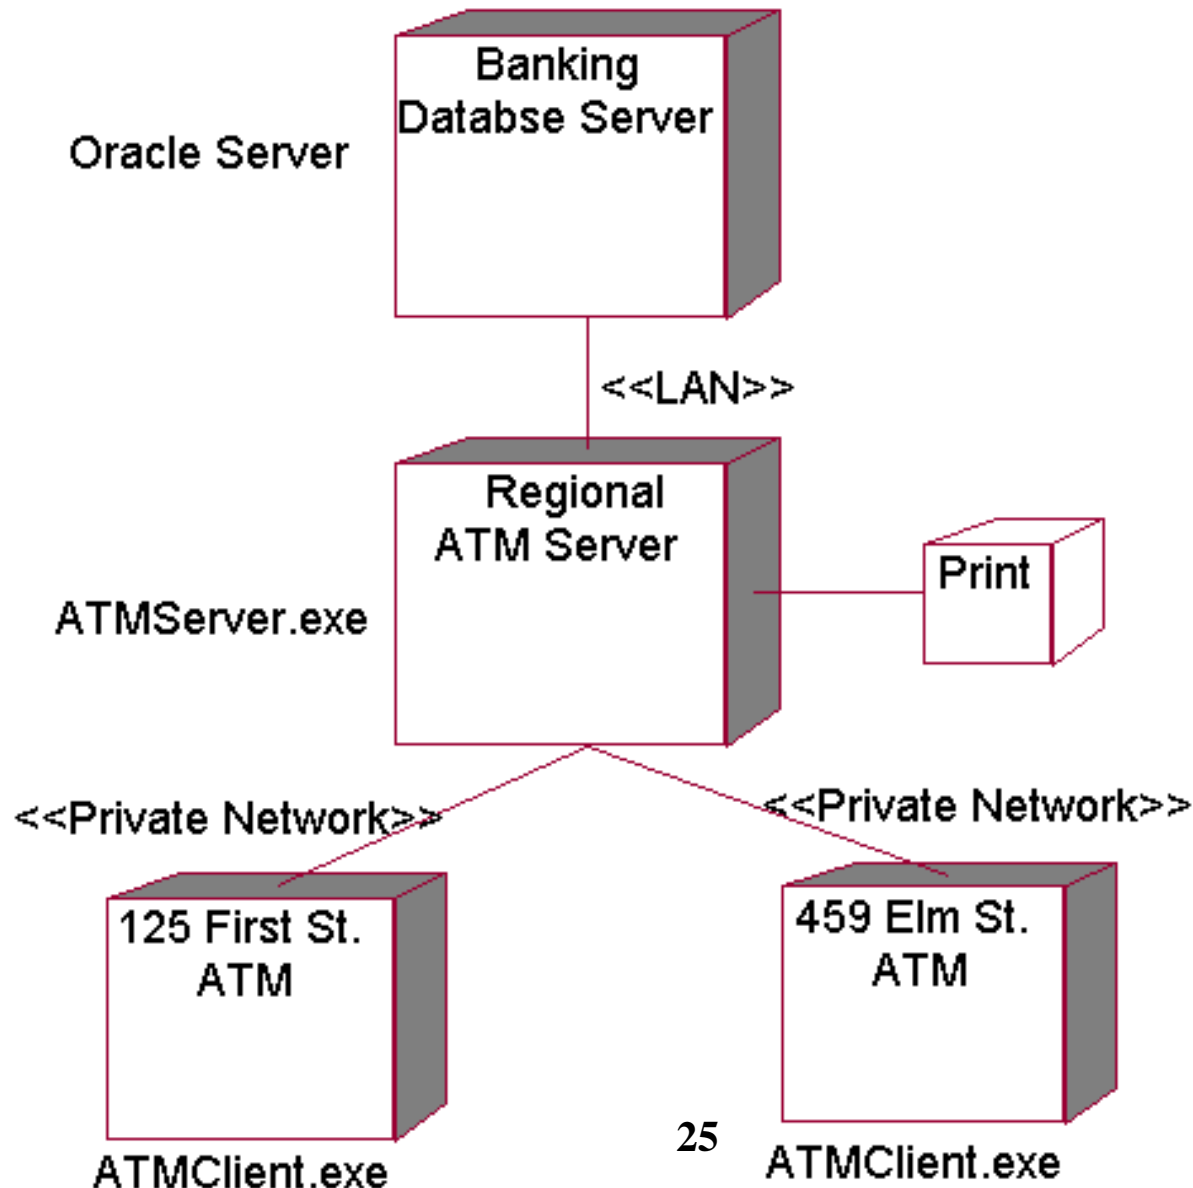 Banking
Databse Server
Oracle Server
<<LAN>>
Regional
ATM Server
Print
ATMServer.exe
<<Private Network>>
<<Private Network>>
125 First St.
ATM
459 Elm St.
ATM
25
ATMClient.exe
ATMClient.exe